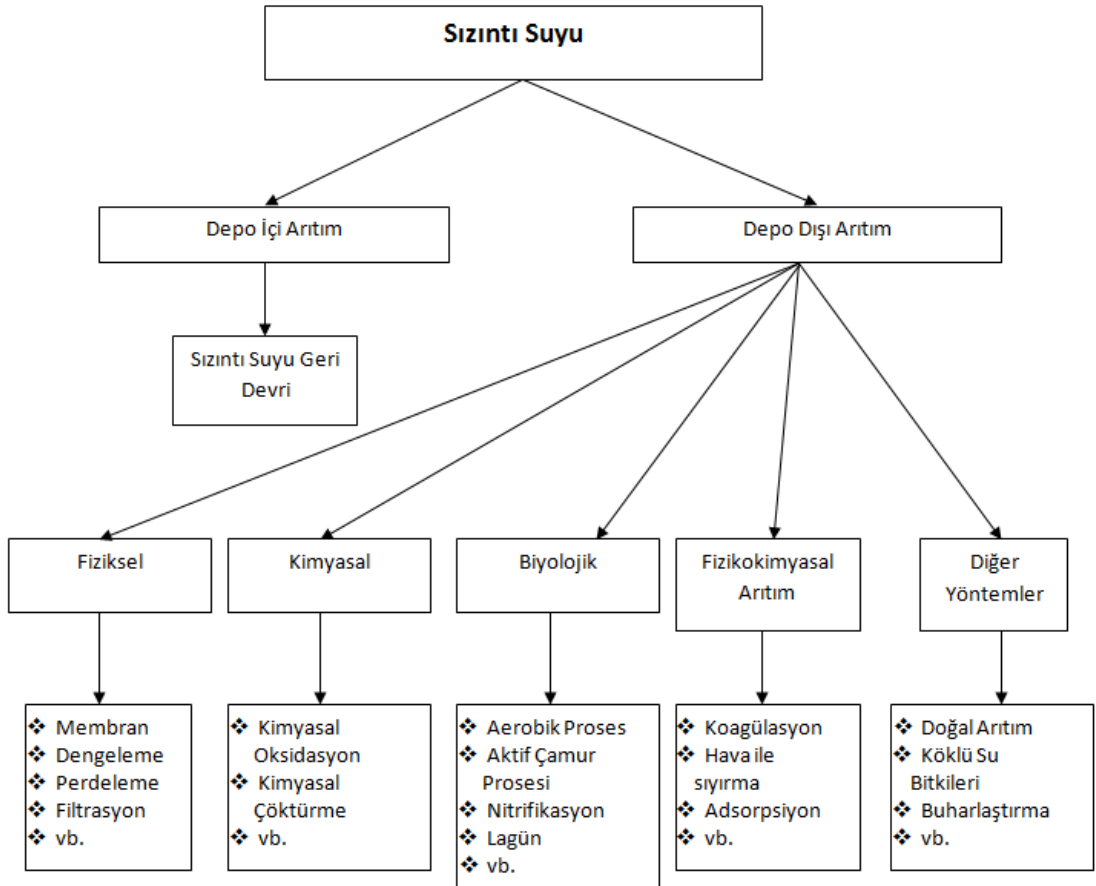 Sızıntı Suyu
Depo İçi Arıtım
Depo Dışı Arıtım
Sızıntı Suyu Geri
Devri
Fiziksel
Kimyasal
Biyolojik
Fizikokimyasal
Arıtım
Diğer
Yöntemler
❖ Membran
❖ Dengeleme
❖ Perdeleme
❖ Filtrasyon
❖ vb.
❖ Kimyasal
Oksidasyon
❖ Kimyasal
Çöktürme
❖ vb.
❖ Aerobik Proses
❖ Aktif Çamur
Prosesi
❖ Nitrifikasyon
❖ Lagün
❖ vb.
❖ Koagülasyon
❖ Hava ile
sıyırma
❖ Adsorpsiyon
❖ vb.
❖ Doğal Arıtım
❖ Köklü Su
Bitkileri
❖ Buharlaştırma
❖ vb.